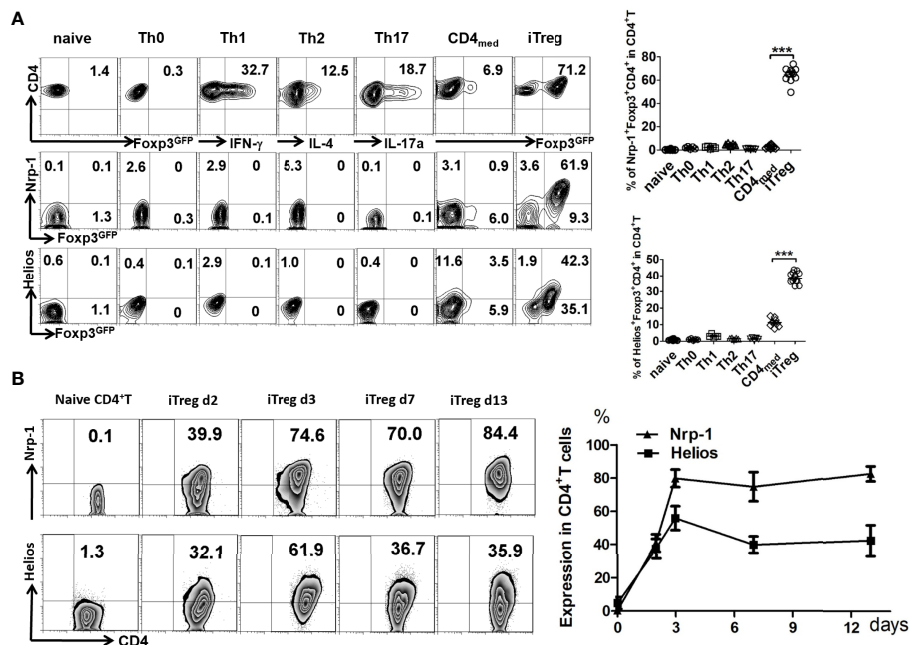 A
naive Th0 Th1 Th2 Th17 CD4med iTreg
CD4
1.4 0.3 32.7 12.5 18.7 6.9 71.2
Foxp3GFP IFN-γ IL-4 IL-17a Foxp3GFP
Nrp-1
0.1 0.1 2.6 0 2.9 0 5.3 0 0.1 0 3.1 0.9 3.6 61.9
1.3 0.3 0.1 0 0.1 6.0 9.3
Foxp3GFP
Helios
0.6 0.1 0.4 0.1 2.9 0.1 1.0 0 0.4 0 11.6 3.5 1.9 42.3
1.1 0 0 0 0 5.9 35.1
Foxp3GFP
% of Nrp-1+Foxp3+CD4+ in CD4+T
80
60
40
20
0
***
naive Th0 Th1 Th2 Th17 CD4med iTreg
% of Helios+Foxp3+CD4+ in CD4+T
50
40
30
20
10
0
***
naive Th0 Th1 Th2 Th17 CD4med iTreg
B
Naive CD4+T iTreg d2 iTreg d3 iTreg d7 iTreg d13
Nrp-1
0.1 39.9 74.6 70.0 84.4
Helios
1.3 32.1 61.9 36.7 35.9
CD4
%
Expression in CD4+T cells
100
80
60
40
20
0
Nrp-1
Helios
0 3 6 9 12 days